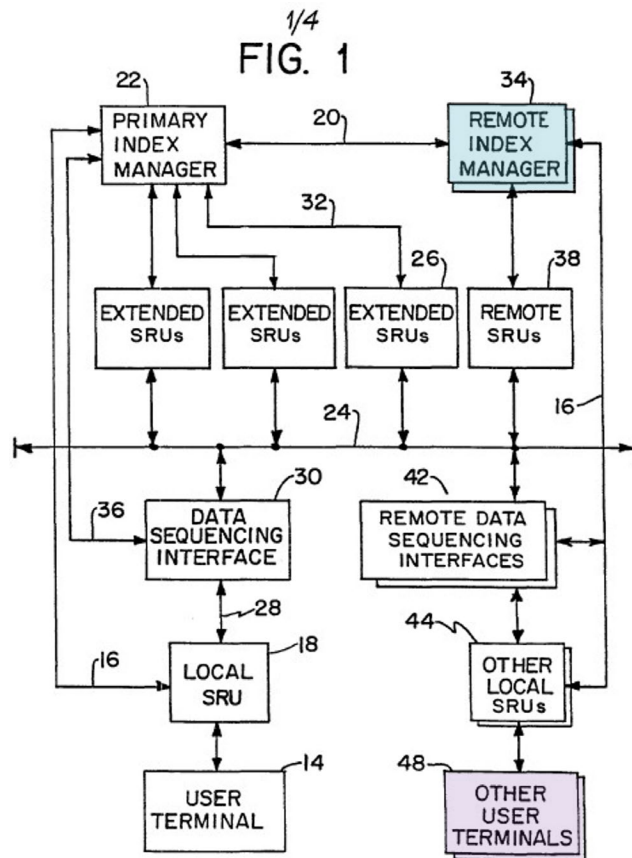 1/4
FIG. 1
22
34
PRIMARY
INDEX
MANAGER
20
REMOTE
INDEX
MANAGER
32
26
38
EXTENDED
SRUs
EXTENDED
SRUs
EXTENDED
SRUs
REMOTE
SRUs
16
24
30
42
36
DATA
SEQUENCING
INTERFACE
REMOTE DATA
SEQUENCING
INTERFACES
28
44
16
18
LOCAL
SRU
OTHER
LOCAL
SRUs
14
48
USER
TERMINAL
OTHER
USER
TERMINALS